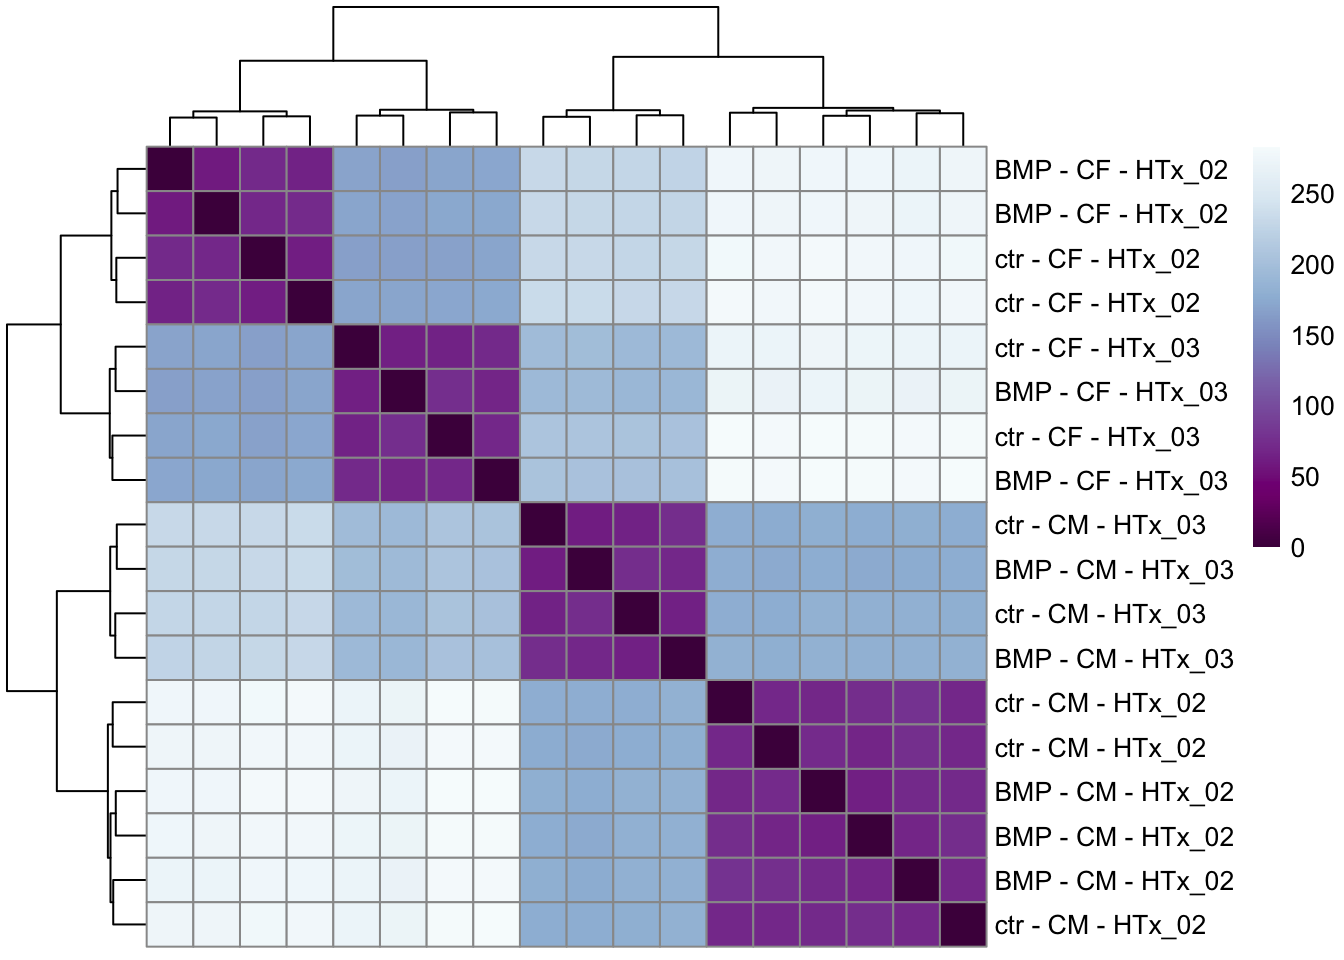 BMP - CF - HTx_02
BMP - CF - HTx_02
ctr - CF - HTx_02
ctr - CF - HTx_02
ctr - CF - HTx_03
BMP - CF - HTx_03
ctr - CF - HTx_03
BMP - CF - HTx_03
ctr - CM - HTx_03
BMP - CM - HTx_03
ctr - CM - HTx_03
BMP - CM - HTx_03
ctr - CM - HTx_02
ctr - CM - HTx_02
BMP - CM - HTx_02
BMP - CM - HTx_02
BMP - CM - HTx_02
ctr - CM - HTx_02
250
200
150
100
50
0